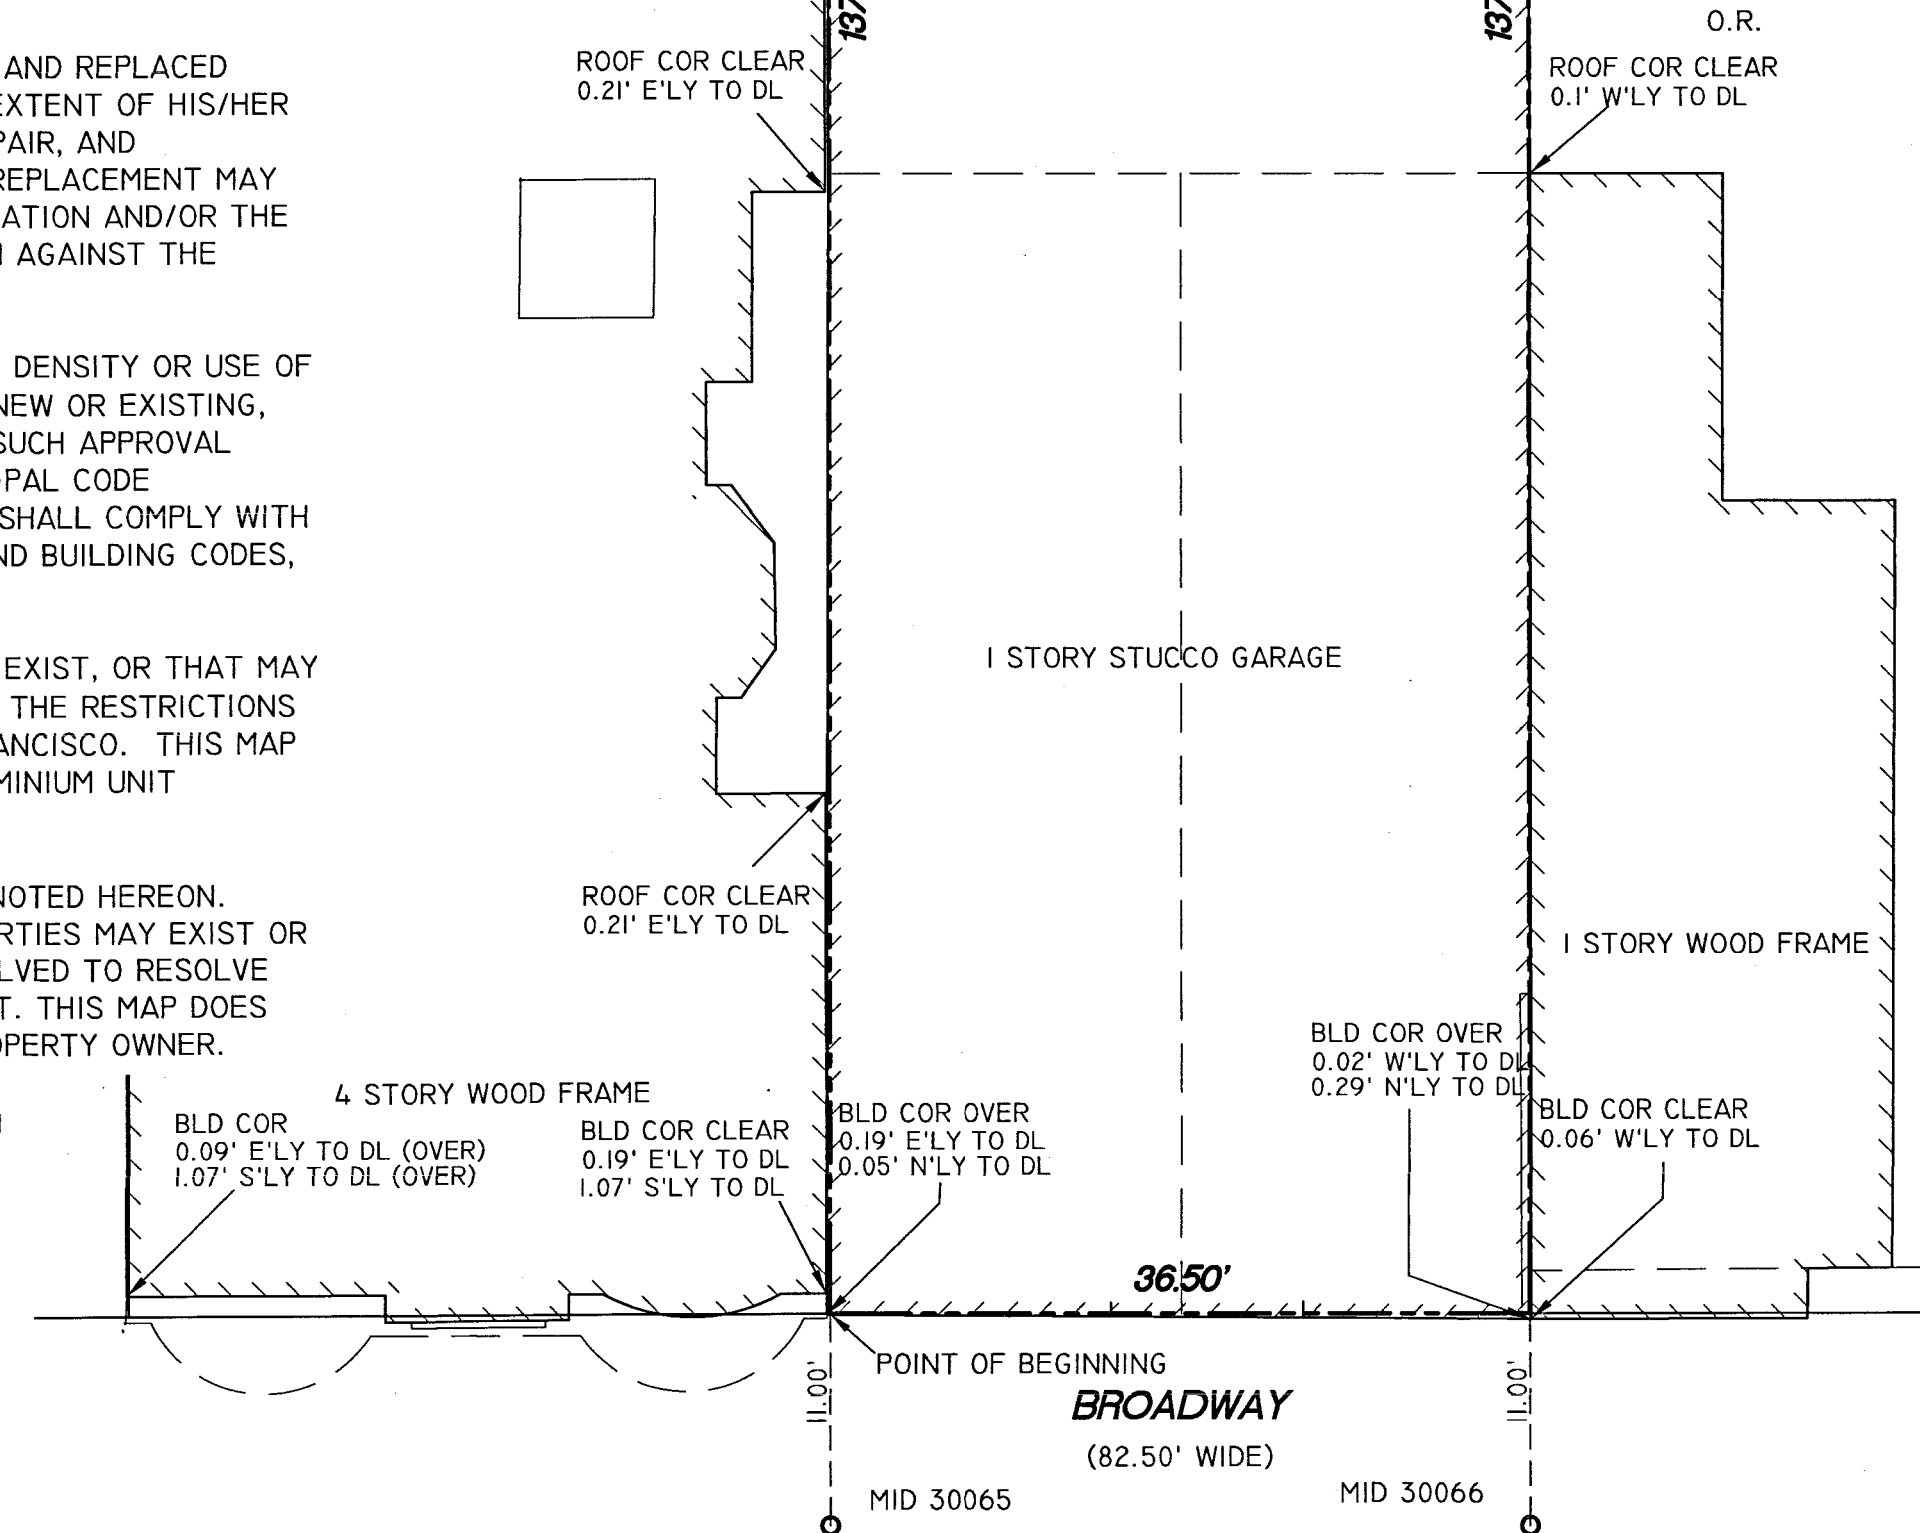 AND REPLACED
EXTENT OF HIS/HER
PAIR, AND
REPLACEMENT MAY
ATION AND/OR THE
AGAINST THE
DENSITY OR USE OF
NEW OR EXISTING,
SUCH APPROVAL
PAL CODE
SHALL COMPLY WITH
ND BUILDING CODES,
EXIST, OR THAT MAY
THE RESTRICTIONS
ANCISCO. THIS MAP
MINIUM UNIT
NOTED HEREON.
RTIES MAY EXIST OR
LVED TO RESOLVE
T. THIS MAP DOES
OPERTY OWNER.
137
137
O.R.
ROOF COR CLEAR
0.21' E'LY TO DL
ROOF COR CLEAR
0.1' W'LY TO DL
1 STORY STUCCO GARAGE
ROOF COR CLEAR
0.21' E'LY TO DL
1 STORY WOOD FRAME
4 STORY WOOD FRAME
BLD COR
0.09' E'LY TO DL (OVER)
1.07' S'LY TO DL (OVER)
BLD COR CLEAR
0.19' E'LY TO DL
1.07' S'LY TO DL
BLD COR OVER
0.19' E'LY TO DL
0.05' N'LY TO DL
BLD COR OVER
0.02' W'LY TO DL
0.29' N'LY TO DL
BLD COR CLEAR
0.06' W'LY TO DL
36.50'
POINT OF BEGINNING
11.00'
11.00'
BROADWAY
(82.50' WIDE)
MID 30065
MID 30066